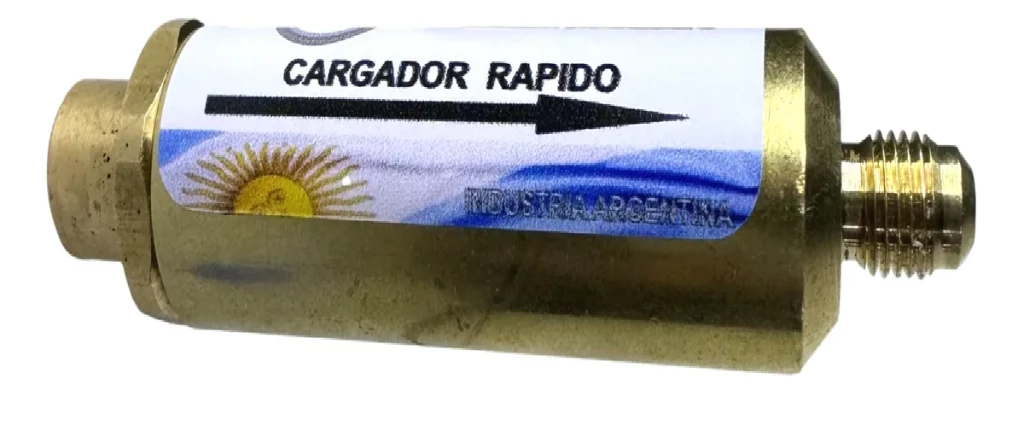 CARGADOR RAPIDO
INDUSTRIA ARGENTINA